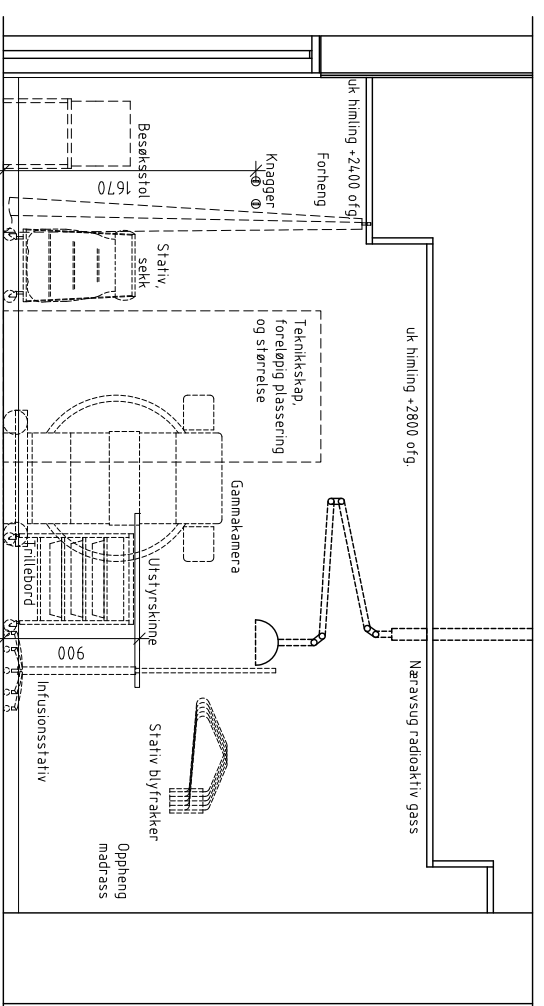 uk himling +2400 ofg.
uk himling +2800 ofg.
Næravsug radioaktiv gass
Forheng
Knagger
Besøksstol
1670
Stativ,
sekk
Teknikkskap,
foreløpig plassering
og størrelse
Gammakamera
Utstyrskinne
Trillebord
900
Infusionsstativ
Stativ blyfrakker
Oppheng
madrass